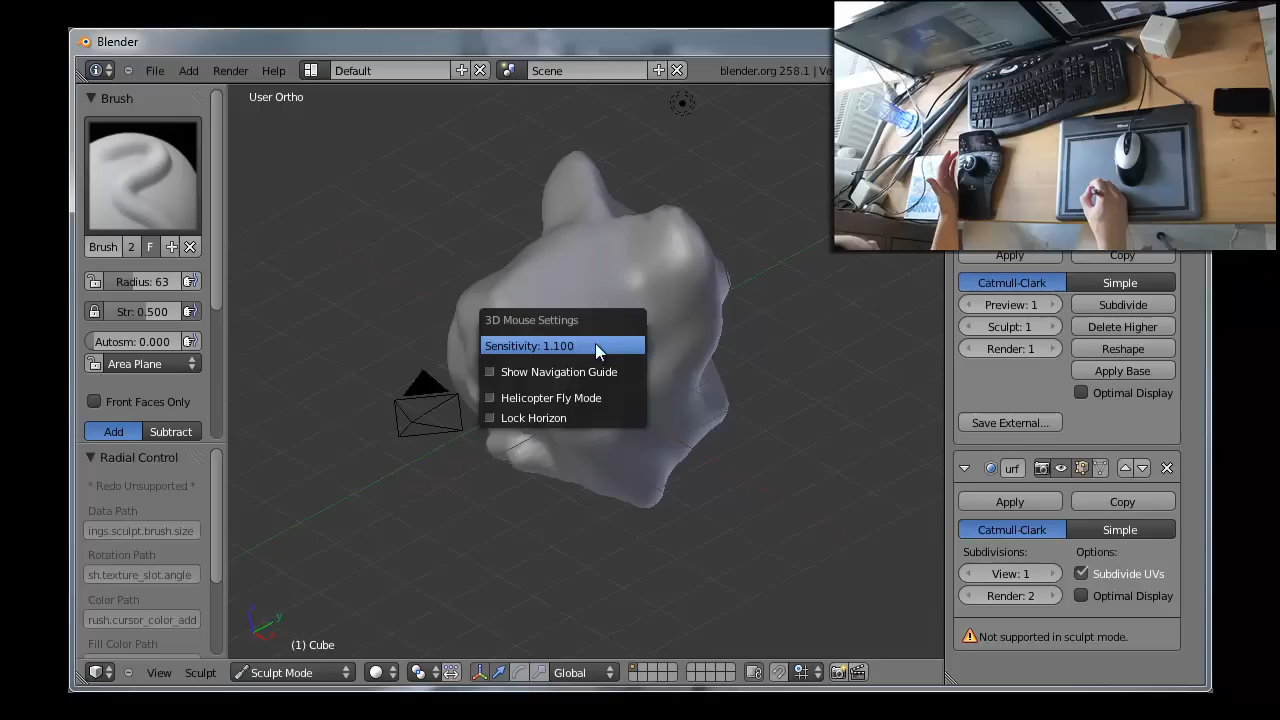 Blender
File Add Render Help Default Scene blender.org 258.1 | Ve
Brush
User Ortho
Brush 2 F
Radius: 63
Str: 0.500
Autosm: 0.000
Area Plane
Front Faces Only
Add Subtract
Radial Control
* Redo Unsupported *
Data Path
ings.sculpt.brush.size
Rotation Path
sh.texture_slot.angle
Color Path
rush.cursor_color_add
Fill Color Path
3D Mouse Settings
Sensitivity: 1.100
Show Navigation Guide
Helicopter Fly Mode
Lock Horizon
(1) Cube
View Sculpt Sculpt Mode Global
Apply Copy
Catmull-Clark Simple
Preview: 1 Subdivide
Sculpt: 1 Delete Higher
Render: 1 Reshape
Apply Base
Optimal Display
Save External...
urf
Apply Copy
Catmull-Clark Simple
Subdivisions: Options:
View: 1 Subdivide UVs
Render: 2 Optimal Display
Not supported in sculpt mode.
z
y
x